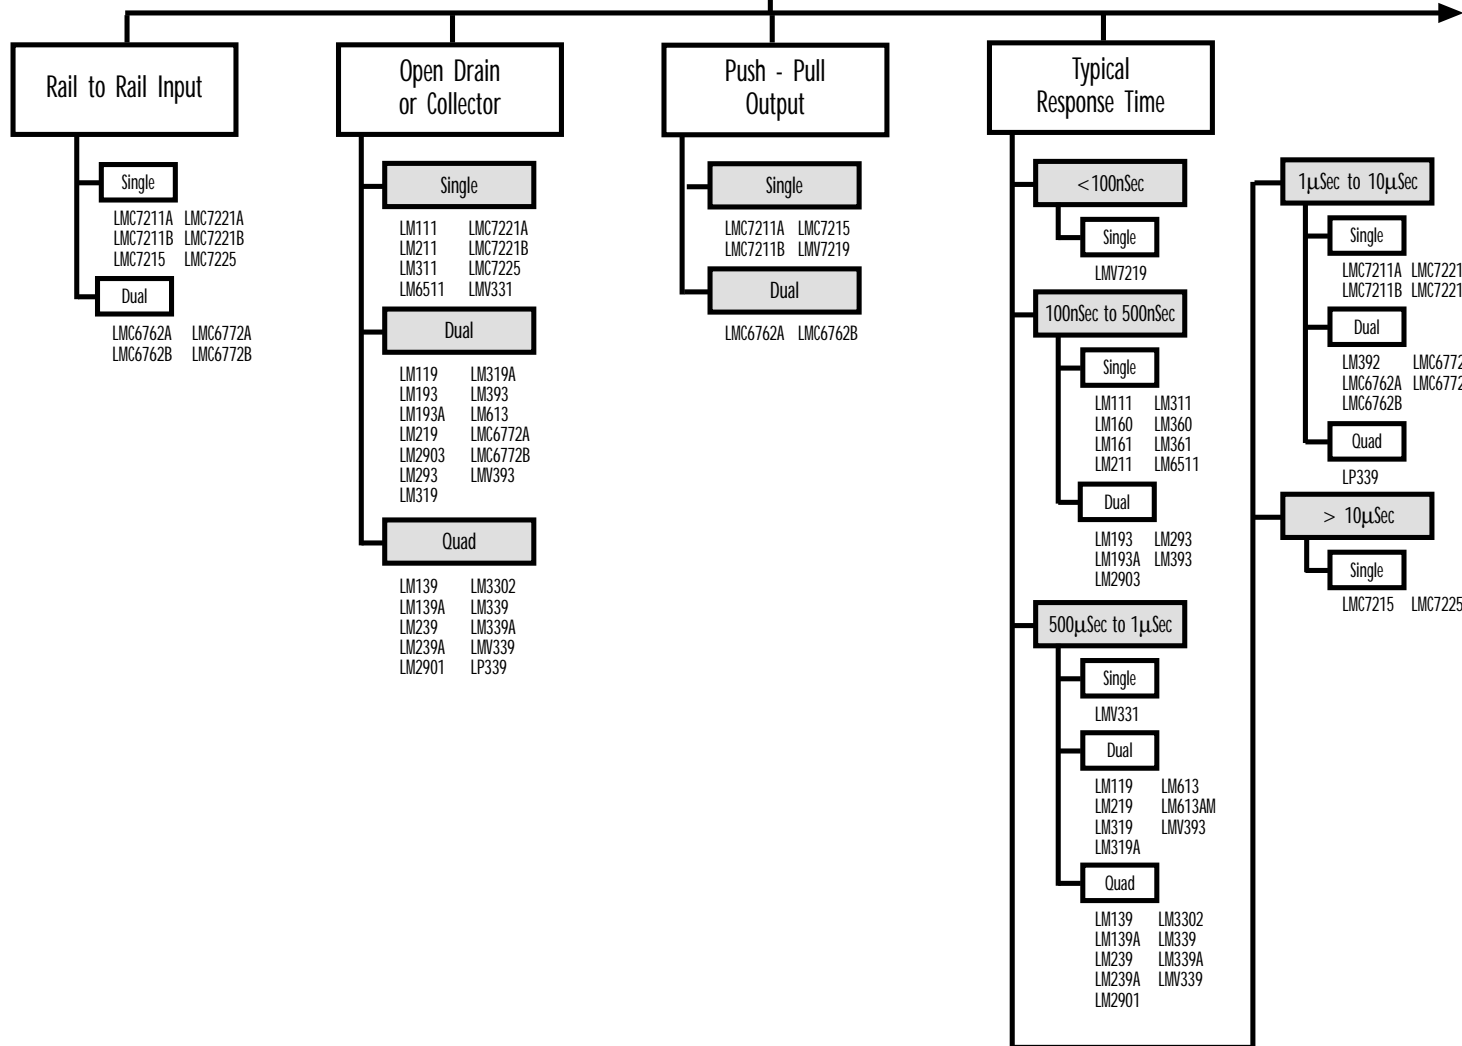 Rail to Rail Input
Single
LMC7211A LMC7221A
LMC7211B LMC7221B
LMC7215 LMC7225
Dual
LMC6762A LMC6772A
LMC6762B LMC6772B
Open Drain
or Collector
Single
LM111 LMC7221A
LM211 LMC7221B
LM311 LMC7225
LM6511 LMV331
Dual
LM119 LM319A
LM193 LM393
LM193A LM613
LM219 LMC6772A
LM2903 LMC6772B
LM293 LMV393
LM319
Quad
LM139 LM3302
LM139A LM339
LM239 LM339A
LM239A LMV339
LM2901 LP339
Push - Pull
Output
Single
LMC7211A LMC7215
LMC7211B LMV7219
Dual
LMC6762A LMC6762B
Typical
Response Time
<100nSec
Single
LMV7219
100nSec to 500nSec
Single
LM111 LM311
LM160 LM360
LM161 LM361
LM211 LM6511
Dual
LM193 LM293
LM193A LM393
LM2903
500µSec to 1µSec
Single
LMV331
Dual
LM119 LM613
LM219 LM613AM
LM319 LMV393
LM319A
Quad
LM139 LM3302
LM139A LM339
LM239 LM339A
LM239A LMV339
LM2901
1µSec to 10µSec
Single
LMC7211A LMC7221
LMC7211B LMC7221
Dual
LM392 LMC6772
LMC6762A LMC6772
LMC6762B
Quad
LP339
> 10µSec
Single
LMC7215 LMC7225